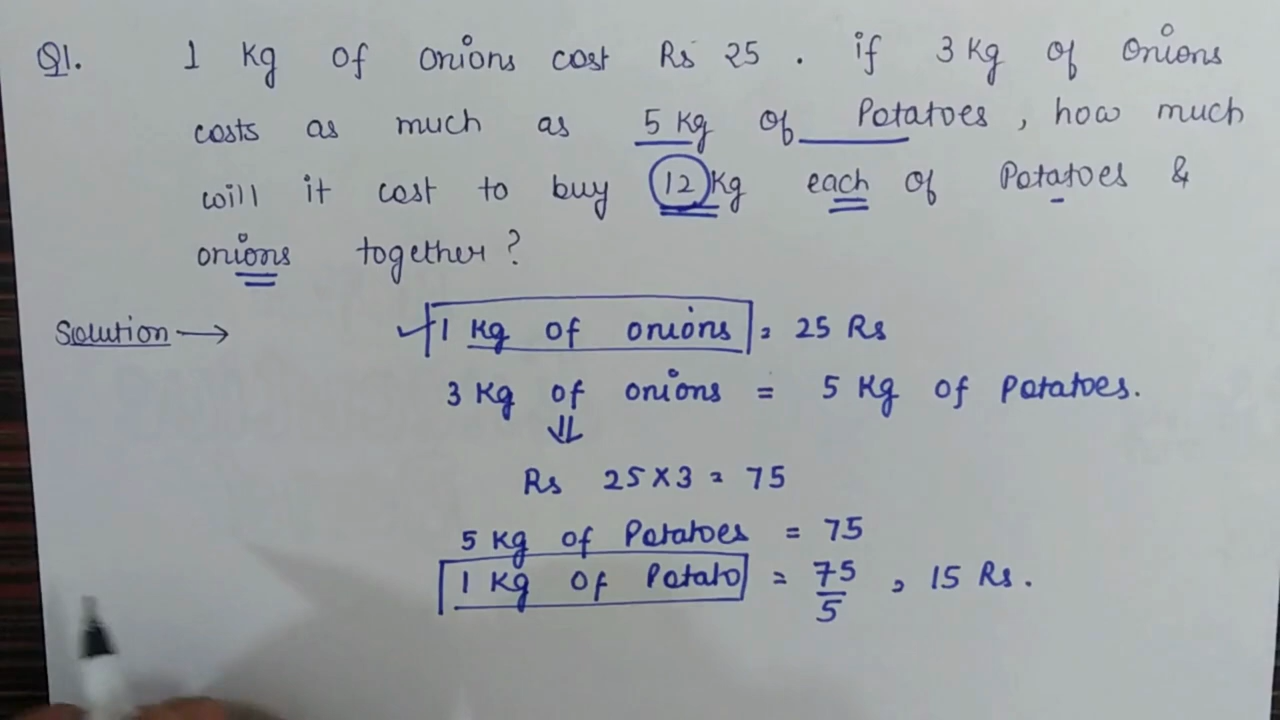 Q1. 1 Kg of onions cost Rs 25 . if 3 Kg of onions
costs as much as 5 Kg of Potatoes , how much
will it cost to buy 12 Kg each of Potatoes &
onions together ?
Solution → ✓ 1 Kg of onions = 25 Rs
3 Kg of onions = 5 Kg of Potatoes.
⇓
Rs 25 × 3 = 75
5 Kg of Potatoes = 75
1 Kg of Potato = 75/5 = 15 Rs.